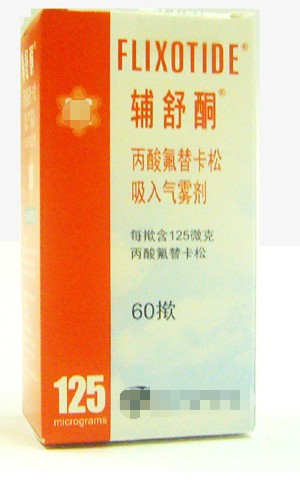 FLIXOTIDE®
辅舒酮®
丙酸氟替卡松
吸入气雾剂
每揿含125微克
丙酸氟替卡松
60揿
125
micrograms